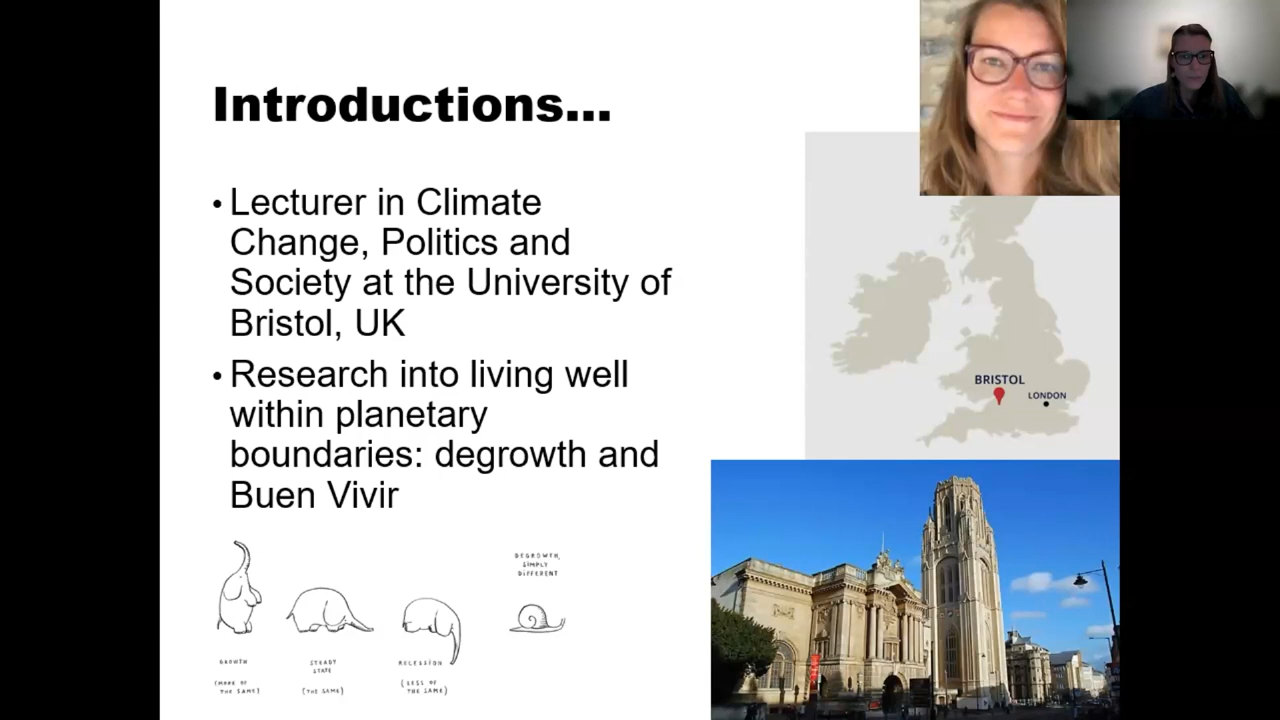 Introductions...
• Lecturer in Climate
Change, Politics and
Society at the University of
Bristol, UK
• Research into living well
within planetary
boundaries: degrowth and
Buen Vivir
BRISTOL
LONDON
DEGROWTH,
SIMPLY
DIFFERENT
GROWTH
(MORE OF
THE SAME)
STEADY
STATE
(THE SAME)
RECESSION
(LESS OF
THE SAME)